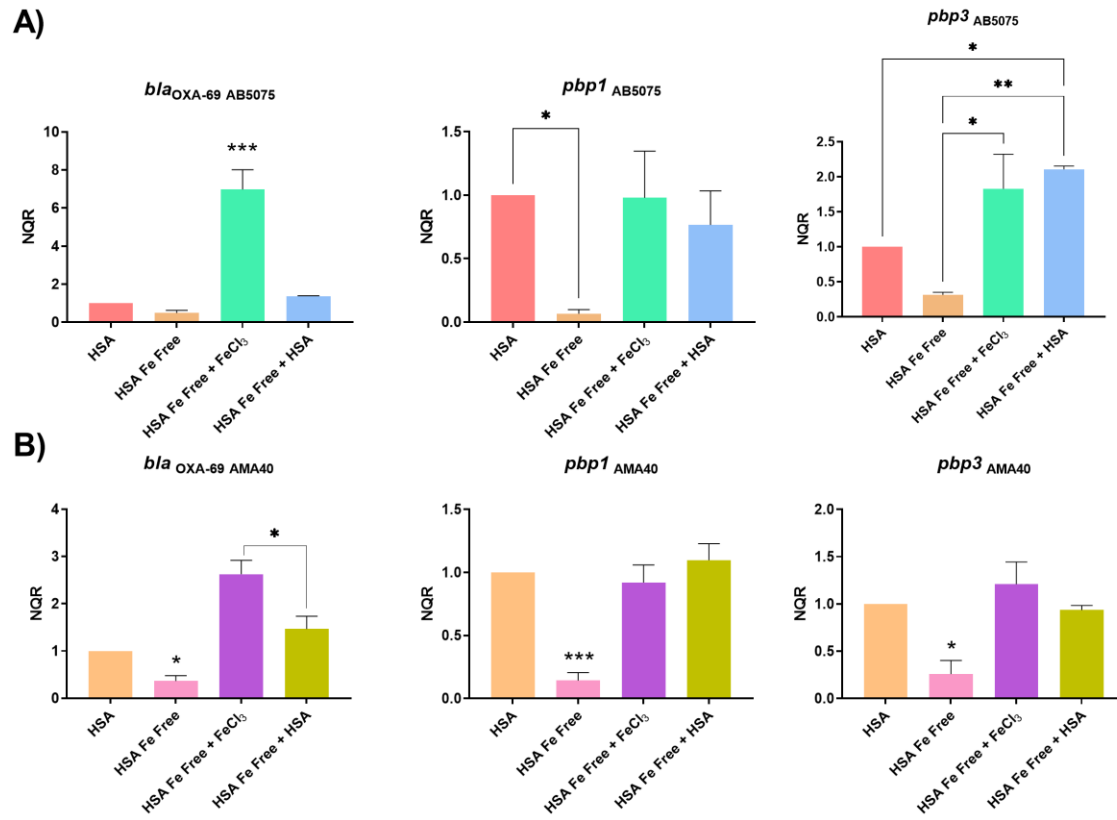 A)
bla OXA-69 AB5075
NQR
10
8
6
4
2
0
***
HSA
HSA Fe Free
HSA Fe Free + FeCl₃
HSA Fe Free + HSA
pbp1 AB5075
NQR
1.5
1.0
0.5
0.0
*
HSA
HSA Fe Free
HSA Fe Free + FeCl₃
HSA Fe Free + HSA
pbp3 AB5075
NQR
2.5
2.0
1.5
1.0
0.5
0.0
*
**
*
HSA
HSA Fe Free
HSA Fe Free + FeCl₃
HSA Fe Free + HSA
B)
bla OXA-69 AMA40
NQR
4
3
2
1
0
*
*
HSA
HSA Fe Free
HSA Fe Free + FeCl₃
HSA Fe Free + HSA
pbp1 AMA40
NQR
1.5
1.0
0.5
0.0
***
HSA
HSA Fe Free
HSA Fe Free + FeCl₃
HSA Fe Free + HSA
pbp3 AMA40
NQR
2.0
1.5
1.0
0.5
0.0
*
HSA
HSA Fe Free
HSA Fe Free + FeCl₃
HSA Fe Free + HSA